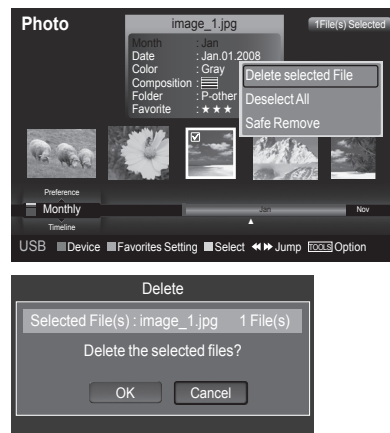 Photo
image_1.jpg
1File(s) Selected
Month : Jan
Date : Jan.01.2008
Color : Gray
Composition :
Folder : P-other
Favorite : ★ ★ ★
Delete selected File
Deselect All
Safe Remove
Preference
Monthly
Timeline
Jan
Nov
USB Device Favorites Setting Select Jump TOOLS Option
Delete
Selected File(s) : image_1.jpg 1 File(s)
Delete the selected files?
OK Cancel